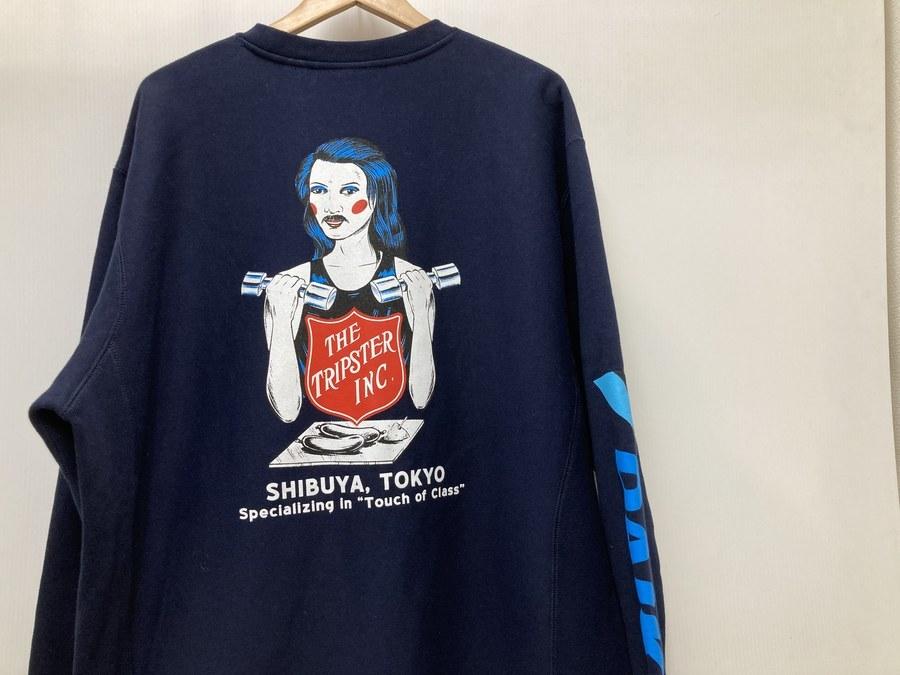 THE
TRIPSTER
INC.
SHIBUYA, TOKYO
Specializing in "Touch of Class"